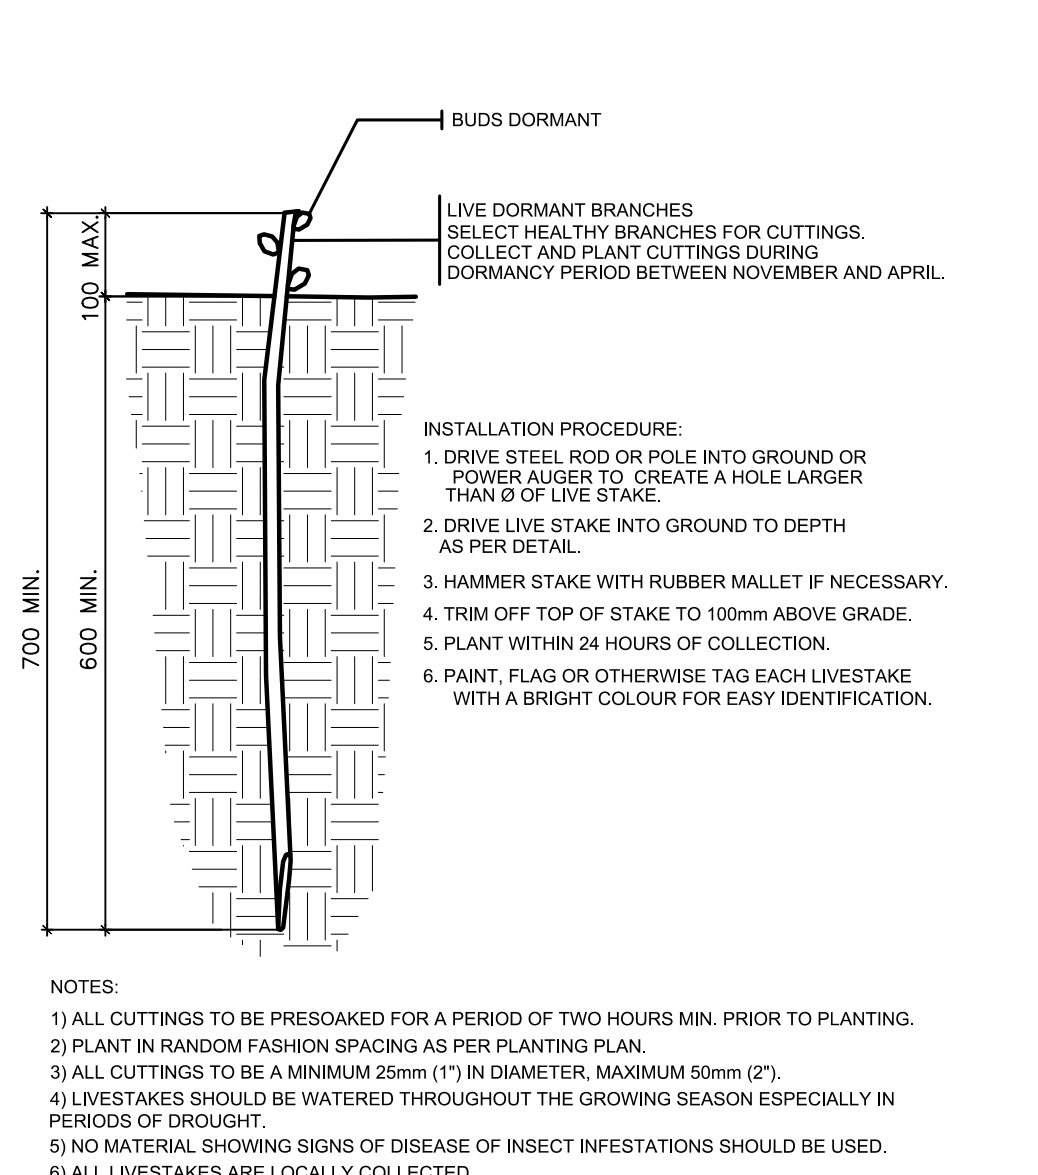 BUDS DORMANT
LIVE DORMANT BRANCHES
SELECT HEALTHY BRANCHES FOR CUTTINGS.
COLLECT AND PLANT CUTTINGS DURING
DORMANCY PERIOD BETWEEN NOVEMBER AND APRIL.
100 MAX.
700 MIN.
600 MIN.
INSTALLATION PROCEDURE:
1. DRIVE STEEL ROD OR POLE INTO GROUND OR
POWER AUGER TO CREATE A HOLE LARGER
THAN Ø OF LIVE STAKE.
2. DRIVE LIVE STAKE INTO GROUND TO DEPTH
AS PER DETAIL.
3. HAMMER STAKE WITH RUBBER MALLET IF NECESSARY.
4. TRIM OFF TOP OF STAKE TO 100mm ABOVE GRADE.
5. PLANT WITHIN 24 HOURS OF COLLECTION.
6. PAINT, FLAG OR OTHERWISE TAG EACH LIVESTAKE
WITH A BRIGHT COLOUR FOR EASY IDENTIFICATION.
NOTES:
1) ALL CUTTINGS TO BE PRESOAKED FOR A PERIOD OF TWO HOURS MIN. PRIOR TO PLANTING.
2) PLANT IN RANDOM FASHION SPACING AS PER PLANTING PLAN.
3) ALL CUTTINGS TO BE A MINIMUM 25mm (1") IN DIAMETER, MAXIMUM 50mm (2").
4) LIVESTAKES SHOULD BE WATERED THROUGHOUT THE GROWING SEASON ESPECIALLY IN
PERIODS OF DROUGHT.
5) NO MATERIAL SHOWING SIGNS OF DISEASE OF INSECT INFESTATIONS SHOULD BE USED.
6) ALL LIVESTAKES ARE LOCALLY COLLECTED